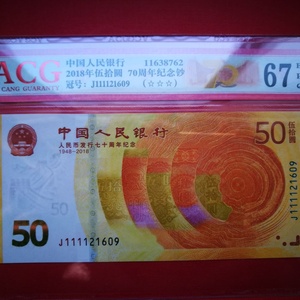 ACG
CANG GUARANTEE
中国人民银行 11638762
2018年伍拾圆 70周年纪念钞
冠号: J111121609 (☆☆☆)
67
中国人民银行
人民币发行七十周年纪念
1948-2018
50
伍拾圆
50
J111121609